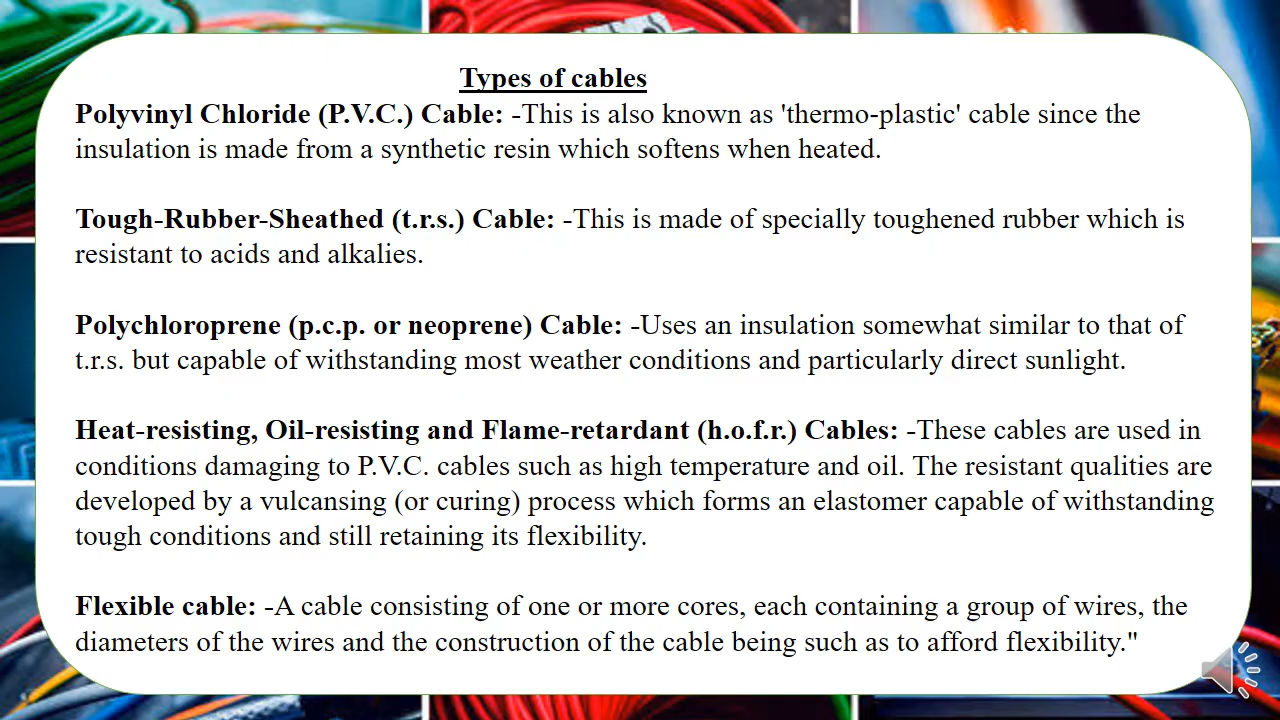 Types of cables
Polyvinyl Chloride (P.V.C.) Cable: -This is also known as 'thermo-plastic' cable since the
insulation is made from a synthetic resin which softens when heated.
Tough-Rubber-Sheathed (t.r.s.) Cable: -This is made of specially toughened rubber which is
resistant to acids and alkalies.
Polychloroprene (p.c.p. or neoprene) Cable: -Uses an insulation somewhat similar to that of
t.r.s. but capable of withstanding most weather conditions and particularly direct sunlight.
Heat-resisting, Oil-resisting and Flame-retardant (h.o.f.r.) Cables: -These cables are used in
conditions damaging to P.V.C. cables such as high temperature and oil. The resistant qualities are
developed by a vulcansing (or curing) process which forms an elastomer capable of withstanding
tough conditions and still retaining its flexibility.
Flexible cable: -A cable consisting of one or more cores, each containing a group of wires, the
diameters of the wires and the construction of the cable being such as to afford flexibility."